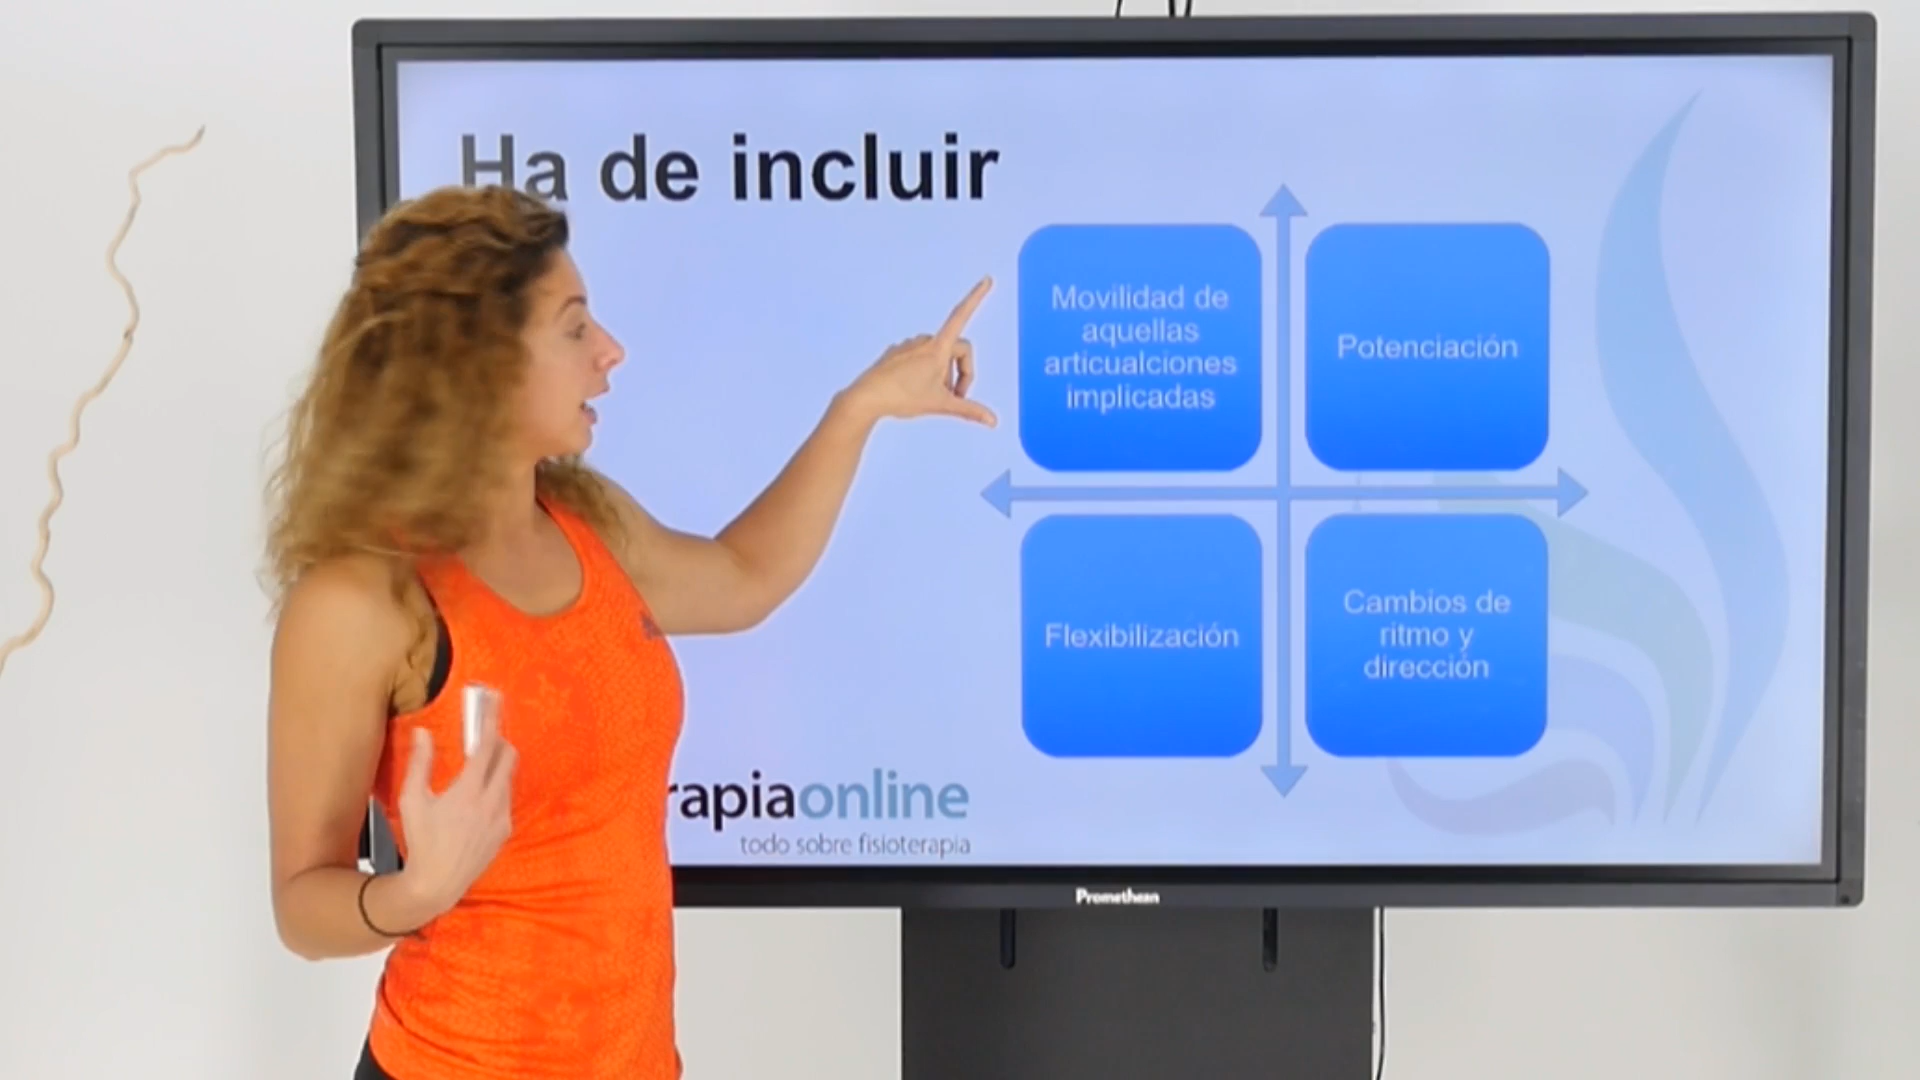 Ha de incluir
Movilidad de
aquellas
articualciones
implicadas
Potenciación
Flexibilización
Cambios de
ritmo y
dirección
rapiaonline
todo sobre fisioterapia
Promethean